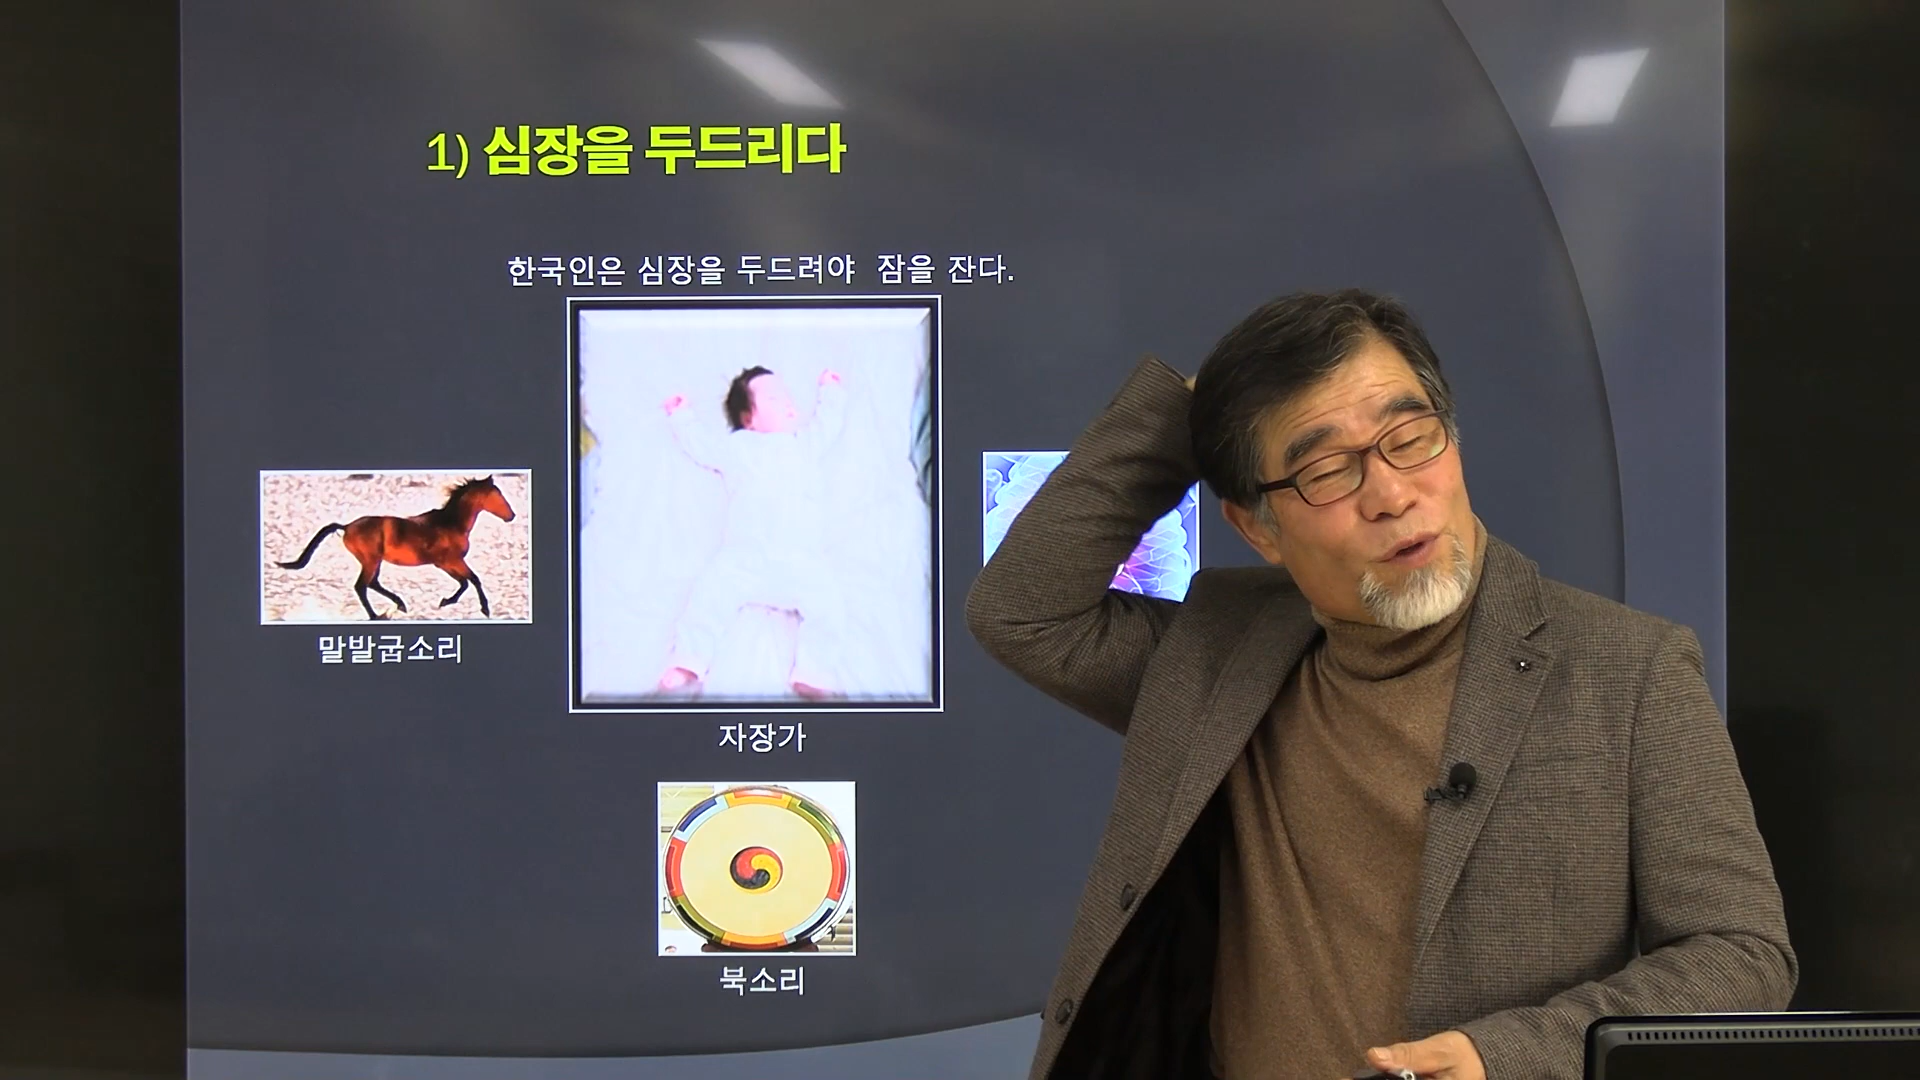 1) 심장을 두드리다
한국인은 심장을 두드려야 잠을 잔다.
말발굽소리
자장가
북소리